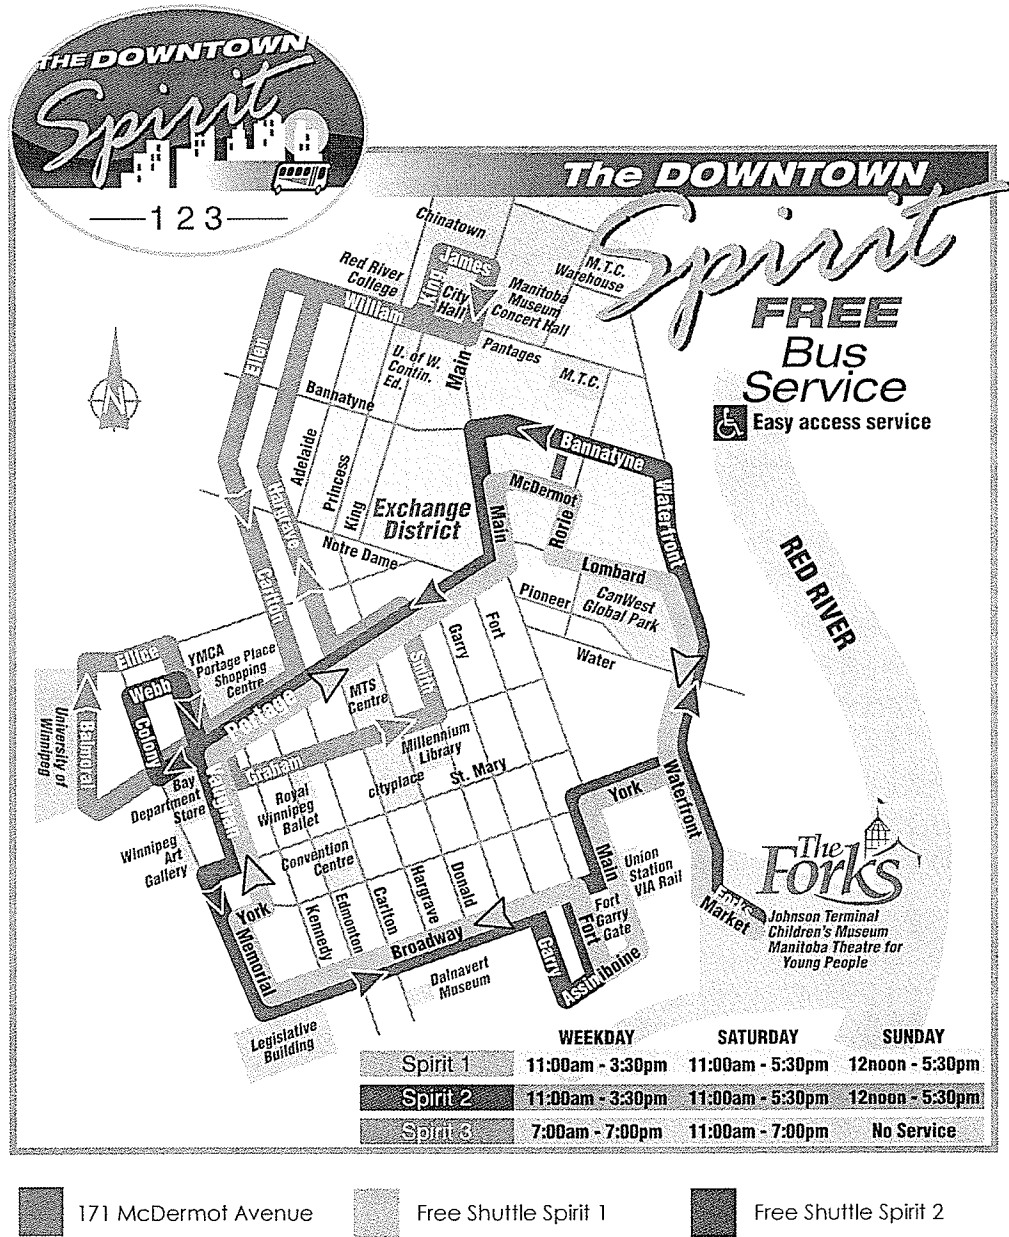 THE DOWNTOWN
Spirit
1 2 3
The DOWNTOWN
Spirit
FREE
Bus
Service
Easy access service
Chinatown
James
King
City
Hall
Red River
College
William
M.T.C.
Warehouse
Manitoba
Museum
Concert Hall
Pantages
M.T.C.
U. of W.
Contin.
Ed.
Main
Ellen
Bannatyne
Adelaide
Princess
King
Hargrave
Exchange
District
Notre Dame
Bannatyne
McDermot
Rorie
Main
Waterfront
Lombard
CanWest
Global Park
Pioneer
Water
RED RIVER
Carlton
Fort
Garry
Smith
Ellice
YMCA
Portage Place
Shopping
Centre
Webb
Colony
Balmoral
University of
Winnipeg
Portage
MTS
Centre
Millennium
Library
cityplace
St. Mary
Graham
Royal
Winnipeg
Ballet
Bay
Department
Store
Vaughan
Winnipeg
Art
Gallery
Convention
Centre
York
Memorial
Kennedy
Edmonton
Carlton
Hargrave
Donald
Broadway
Dalnavert
Museum
Legislative
Building
Garry
Fort
Assiniboine
Fort
Garry
Gate
Main
York
Union
Station
VIA Rail
Waterfront
Forks
Market
The
Forks
Johnson Terminal
Children's Museum
Manitoba Theatre for
Young People
WEEKDAY SATURDAY SUNDAY
Spirit 1 11:00am - 3:30pm 11:00am - 5:30pm 12noon - 5:30pm
Spirit 2 11:00am - 3:30pm 11:00am - 5:30pm 12noon - 5:30pm
Spirit 3 7:00am - 7:00pm 11:00am - 7:00pm No Service
171 McDermot Avenue Free Shuttle Spirit 1 Free Shuttle Spirit 2